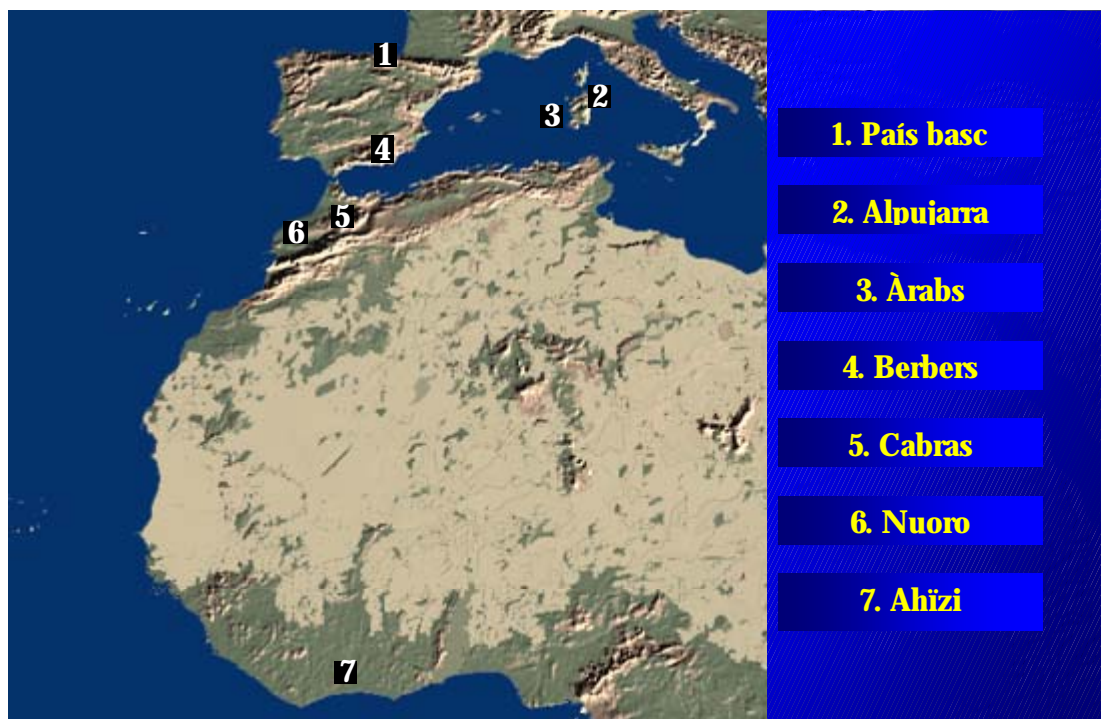 1
2
3
4
5
6
7
1. País basc
2. Alpujarra
3. Àrabs
4. Berbers
5. Cabras
6. Nuoro
7. Ahïzi